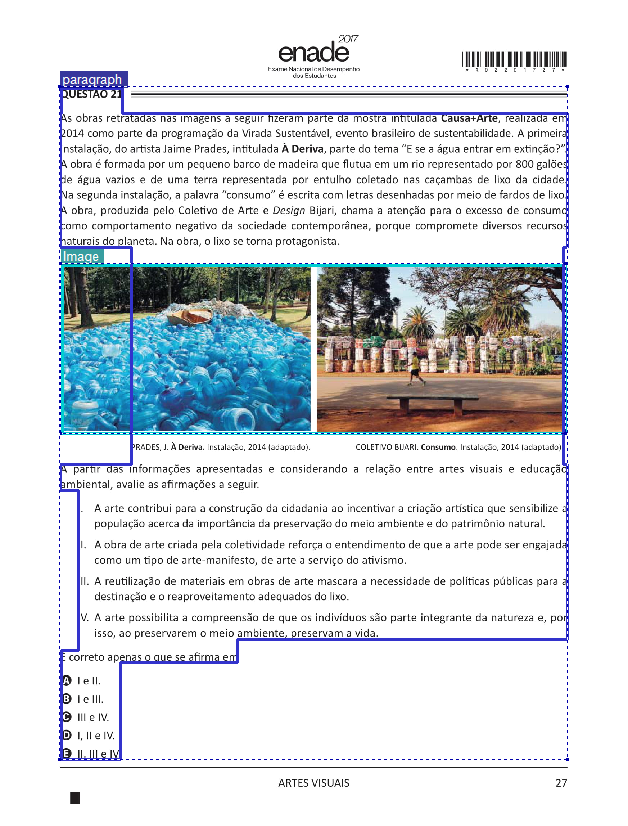 2017
enade
Exame Nacional de Desempenho
dos Estudantes
*R02201727*
paragraph
QUESTÃO 21
As obras retratadas nas imagens a seguir fizeram parte da mostra intitulada Causa+Arte, realizada em
2014 como parte da programação da Virada Sustentável, evento brasileiro de sustentabilidade. A primeira
instalação, do artista Jaime Prades, intitulada À Deriva, parte do tema “E se a água entrar em extinção?”.
A obra é formada por um pequeno barco de madeira que flutua em um rio representado por 800 galões
de água vazios e de uma terra representada por entulho coletado nas caçambas de lixo da cidade.
Na segunda instalação, a palavra “consumo” é escrita com letras desenhadas por meio de fardos de lixo.
A obra, produzida pelo Coletivo de Arte e Design Bijari, chama a atenção para o excesso de consumo
como comportamento negativo da sociedade contemporânea, porque compromete diversos recursos
naturais do planeta. Na obra, o lixo se torna protagonista.
Image
PRADES, J. À Deriva. Instalação, 2014 (adaptado).
COLETIVO BIJARI. Consumo. Instalação, 2014 (adaptado).
A partir das informações apresentadas e considerando a relação entre artes visuais e educação
ambiental, avalie as afirmações a seguir.
I. A arte contribui para a construção da cidadania ao incentivar a criação artística que sensibilize a
população acerca da importância da preservação do meio ambiente e do patrimônio natural.
II. A obra de arte criada pela coletividade reforça o entendimento de que a arte pode ser engajada
como um tipo de arte-manifesto, de arte a serviço do ativismo.
III. A reutilização de materiais em obras de arte mascara a necessidade de políticas públicas para a
destinação e o reaproveitamento adequados do lixo.
IV. A arte possibilita a compreensão de que os indivíduos são parte integrante da natureza e, por
isso, ao preservarem o meio ambiente, preservam a vida.
É correto apenas o que se afirma em
A I e II.
B I e III.
C III e IV.
D I, II e IV.
E II, III e IV.
ARTES VISUAIS
27